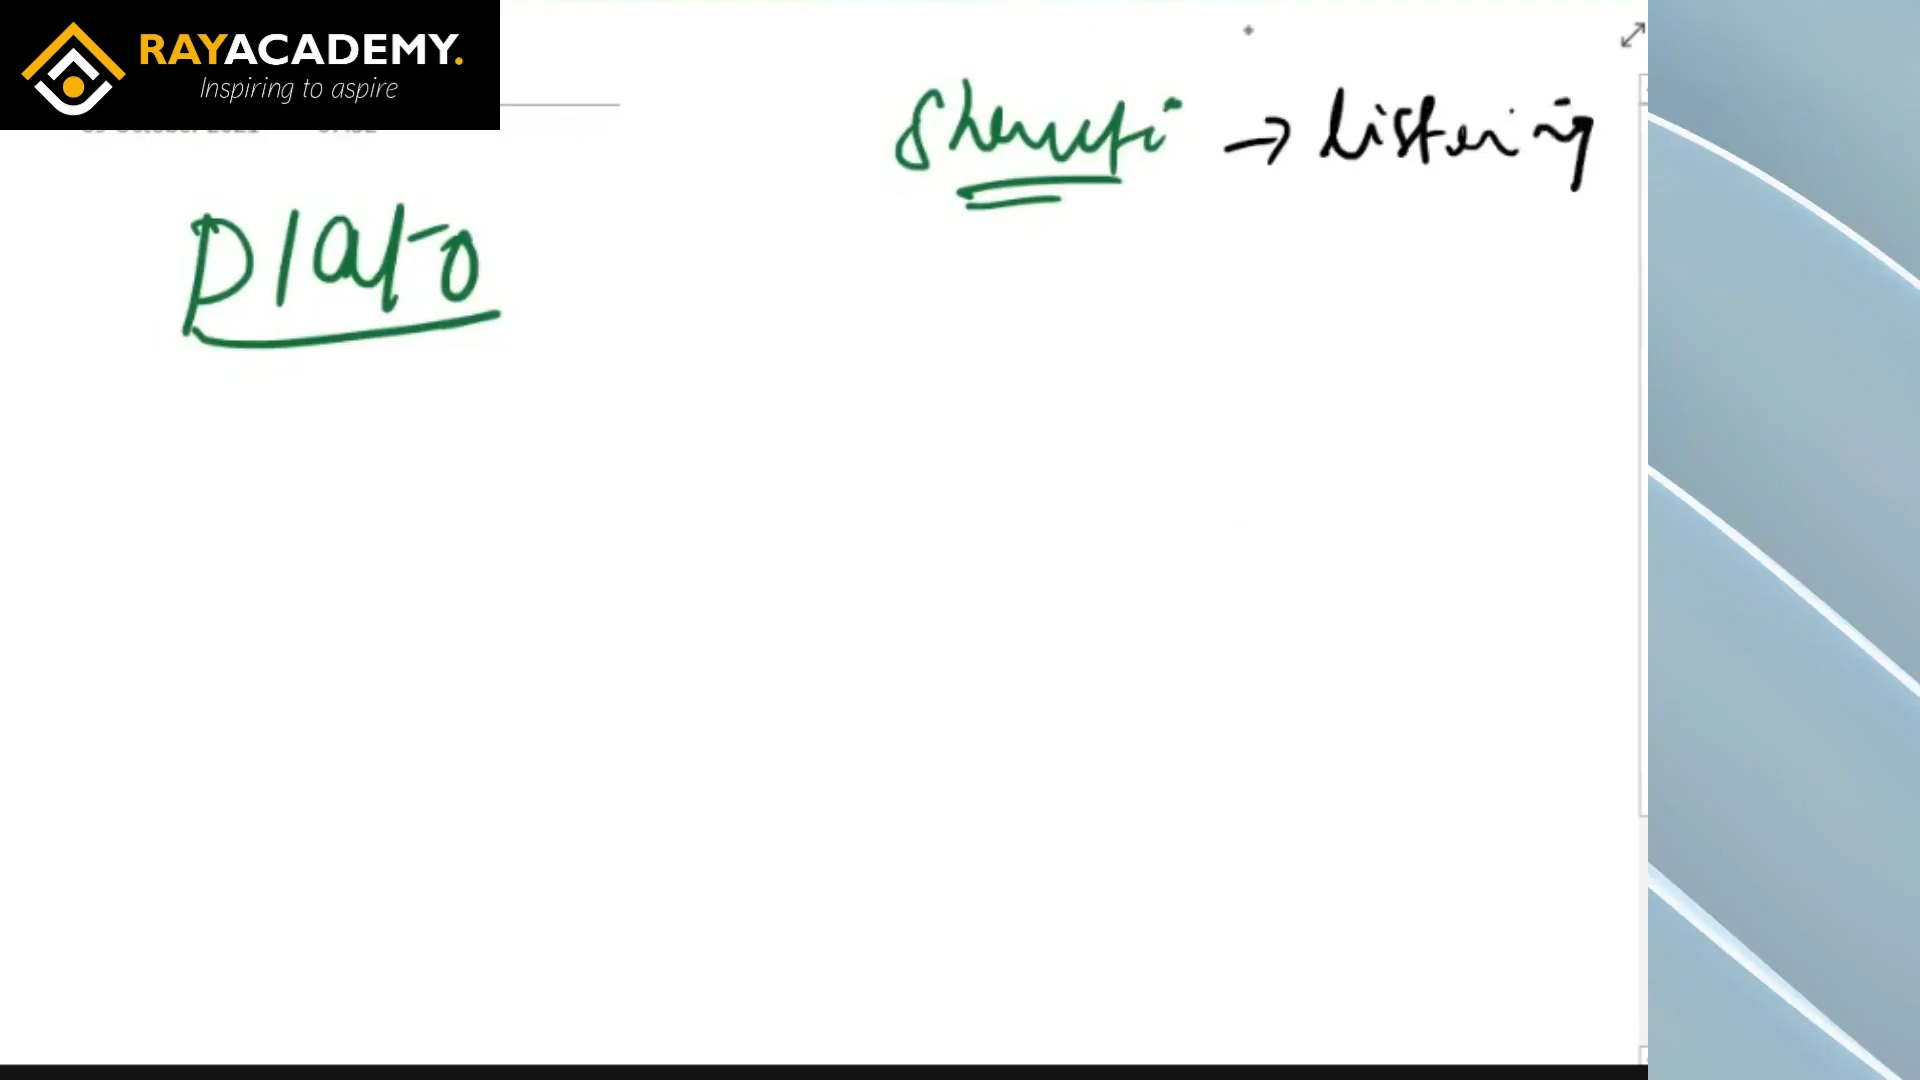 RAYACADEMY.
Inspiring to aspire
Shruti → listening
Plato